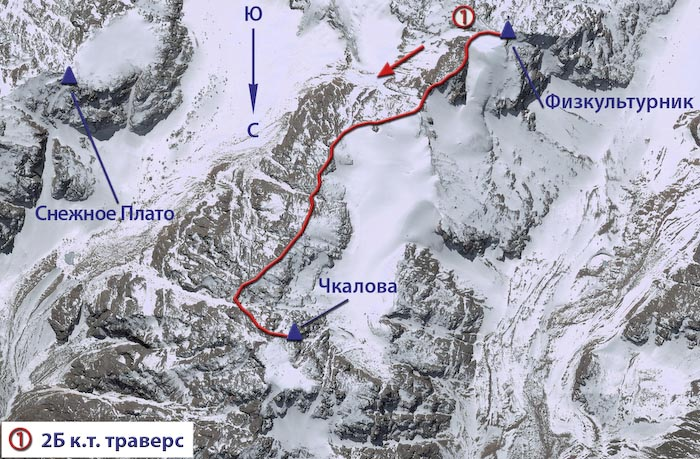 Ю
①
Физкультурник
С
Снежное Плато
Чкалова
① 2Б к.т. траверс